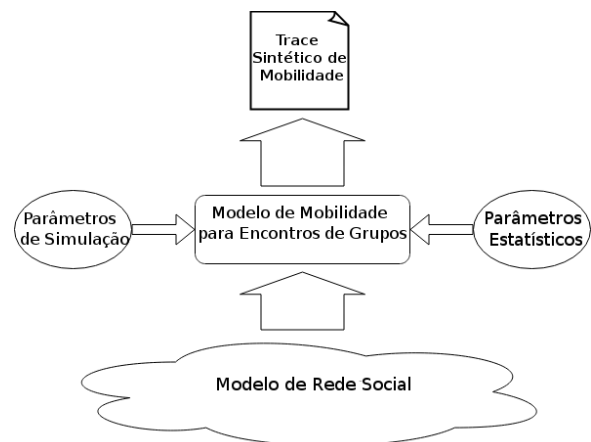 Trace
Sintético de
Mobilidade
Parâmetros
de Simulação
Modelo de Mobilidade
para Encontros de Grupos
Parâmetros
Estatísticos
Modelo de Rede Social